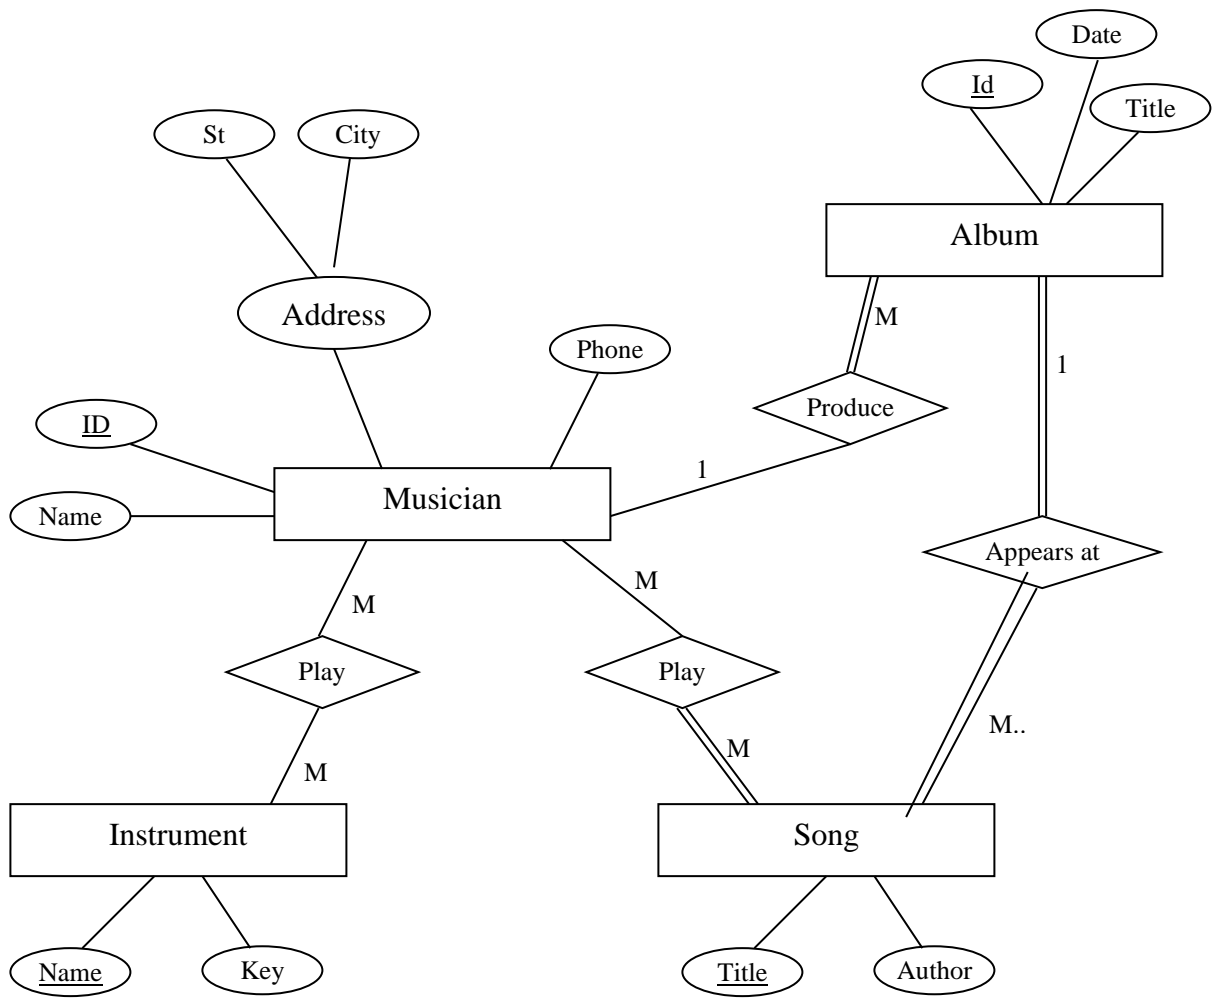 Date
Id
Title
St
City
Album
Address
M
Phone
1
Produce
ID
1
Musician
Name
Appears at
M
M
Play
Play
M..
M
M
Instrument
Song
Name
Key
Title
Author